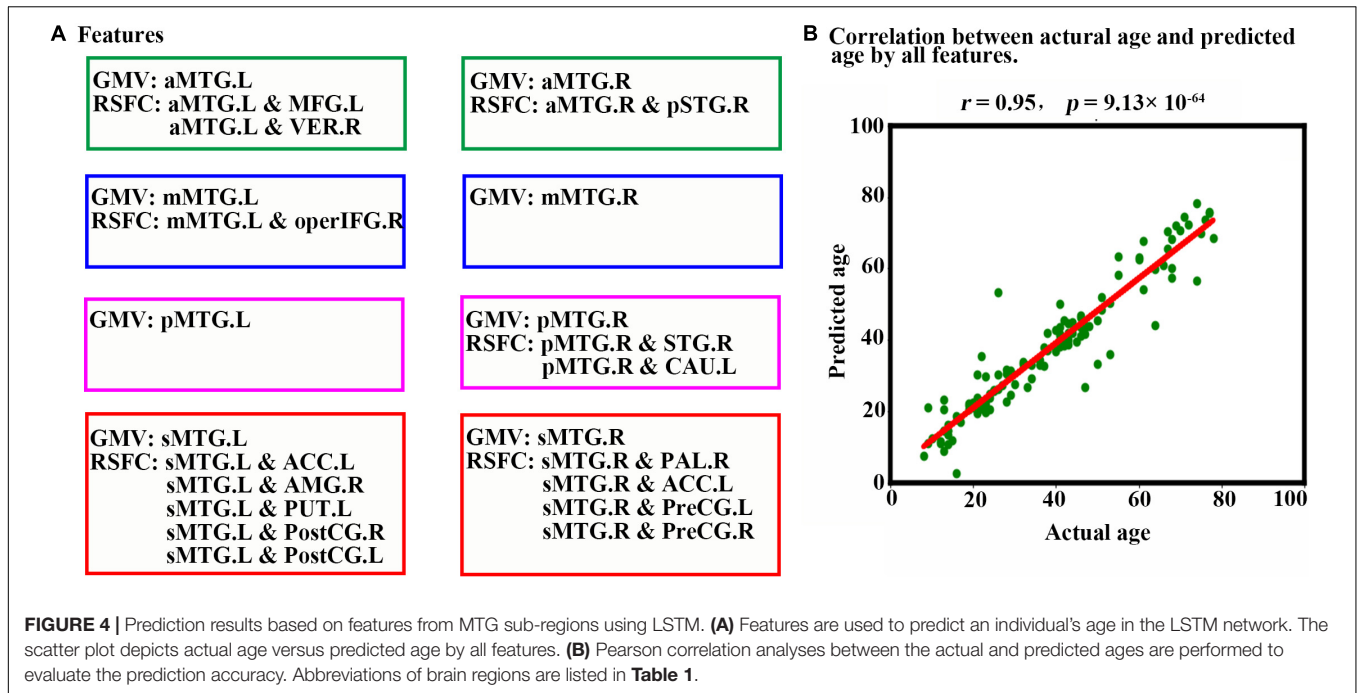 A Features
GMV: aMTG.L
RSFC: aMTG.L & MFG.L
aMTG.L & VER.R
GMV: aMTG.R
RSFC: aMTG.R & pSTG.R
GMV: mMTG.L
RSFC: mMTG.L & operIFG.R
GMV: mMTG.R
GMV: pMTG.L
GMV: pMTG.R
RSFC: pMTG.R & STG.R
pMTG.R & CAU.L
GMV: sMTG.L
RSFC: sMTG.L & ACC.L
sMTG.L & AMG.R
sMTG.L & PUT.L
sMTG.L & PostCG.R
sMTG.L & PostCG.L
GMV: sMTG.R
RSFC: sMTG.R & PAL.R
sMTG.R & ACC.L
sMTG.R & PreCG.L
sMTG.R & PreCG.R
B Correlation between actural age and predicted
age by all features.
r = 0.95, p = 9.13× 10-64
100
80
60
40
20
0
Predicted age
0 20 40 60 80 100
Actual age
FIGURE 4 | Prediction results based on features from MTG sub-regions using LSTM. (A) Features are used to predict an individual's age in the LSTM network. The
scatter plot depicts actual age versus predicted age by all features. (B) Pearson correlation analyses between the actual and predicted ages are performed to
evaluate the prediction accuracy. Abbreviations of brain regions are listed in Table 1.